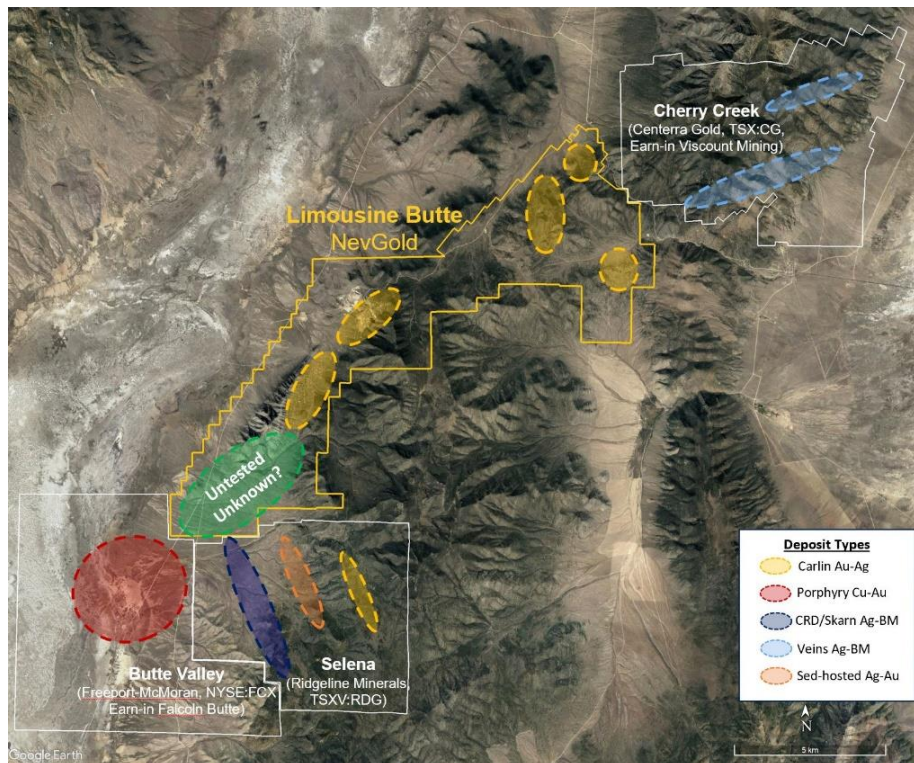 Cherry Creek
(Centerra Gold, TSX:CG,
Earn-in Viscount Mining)
Limousine Butte
NevGold
Untested
Unknown?
Butte Valley
(Freeport-McMoran, NYSE:FCX
Earn-in Falcoln Butte)
Selena
(Ridgeline Minerals,
TSXV:RDG)
Deposit Types
Carlin Au-Ag
Porphyry Cu-Au
CRD/Skarn Ag-BM
Veins Ag-BM
Sed-hosted Ag-Au
N
5 km
Google Earth